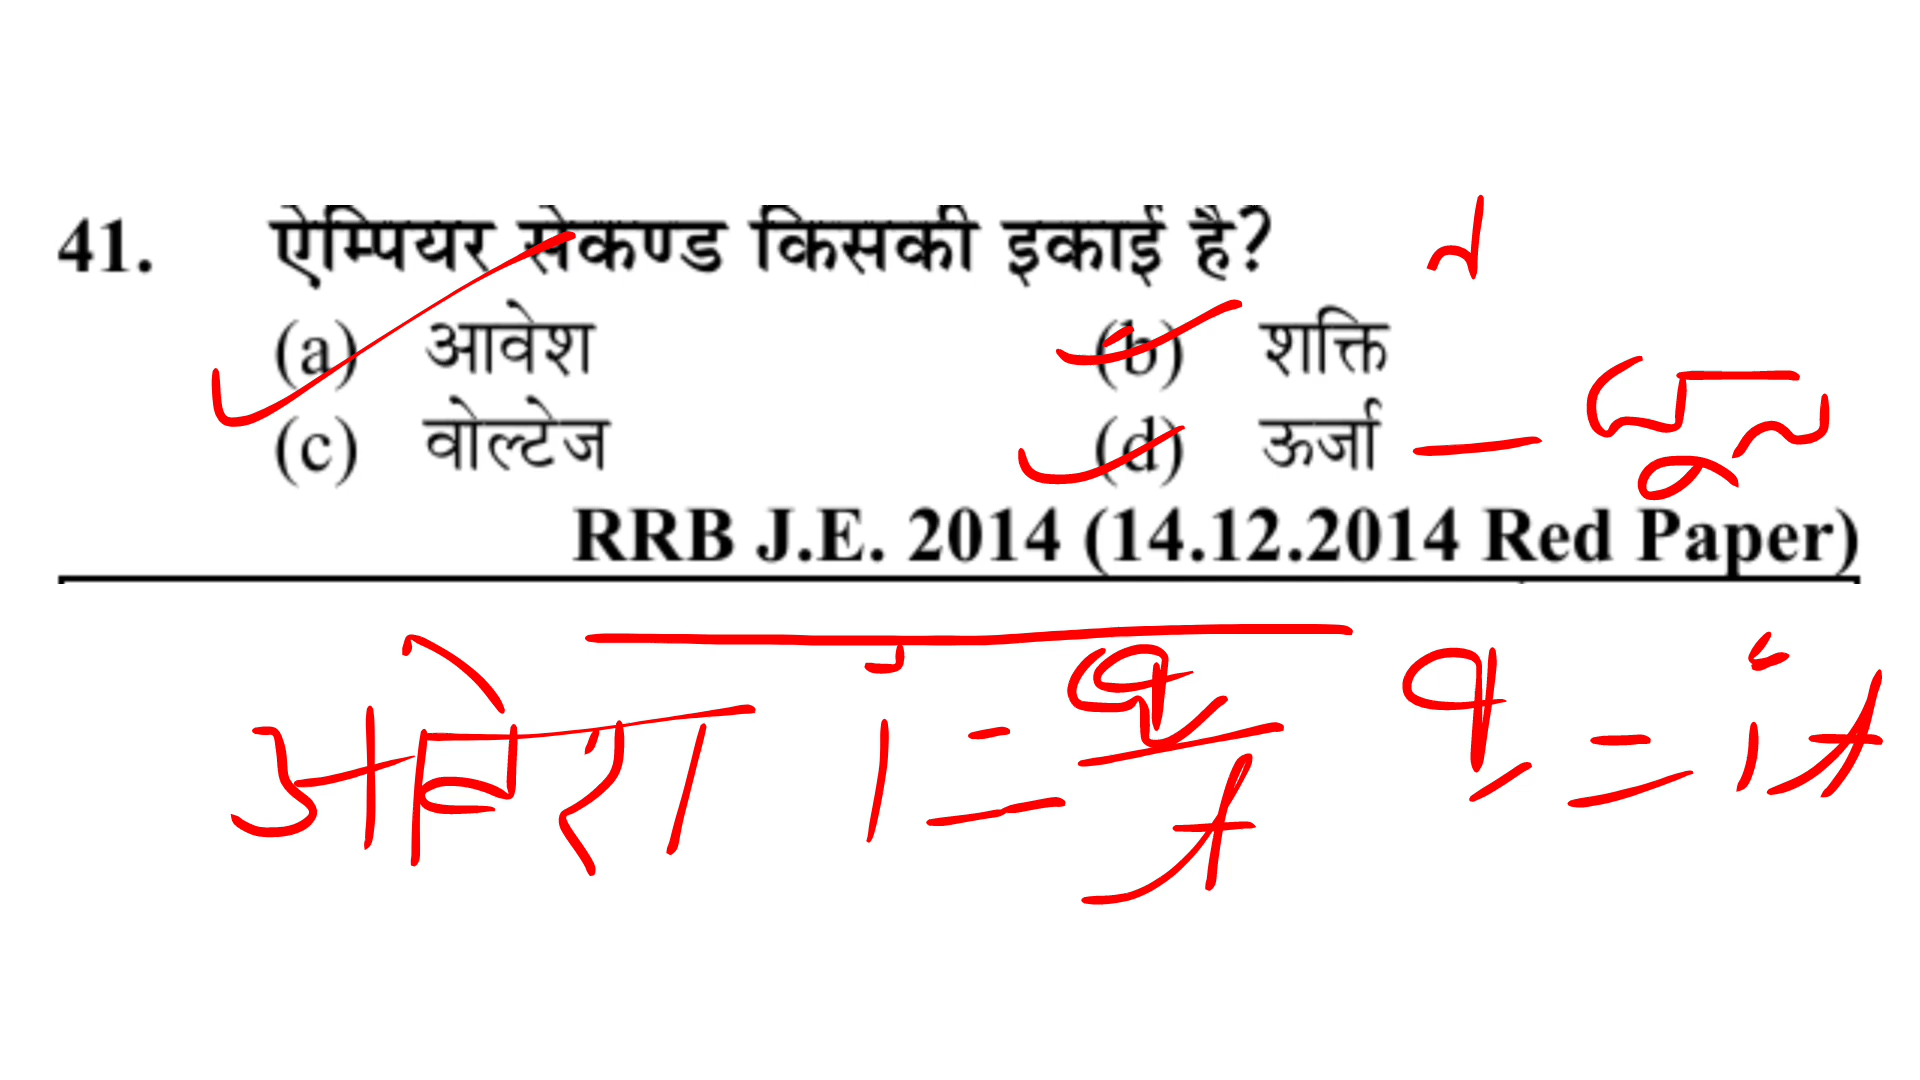 41. ऐम्पियर सेकण्ड किसकी इकाई है?
(a) आवेश (b) शक्ति
(c) वोल्टेज (d) ऊर्जा —
RRB J.E. 2014 (14.12.2014 Red Paper)
आवेश i = q/t q = it